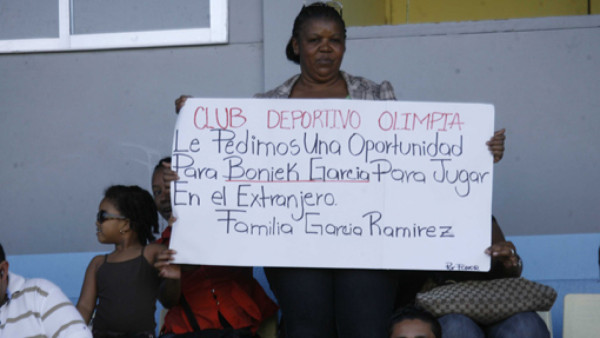 CLUB DEPORTIVO OLIMPIA
Le Pedimos Una Oportunidad
Para Boniek Garcia Para Jugar
En el Extranjero.
Familia Garcia Ramirez